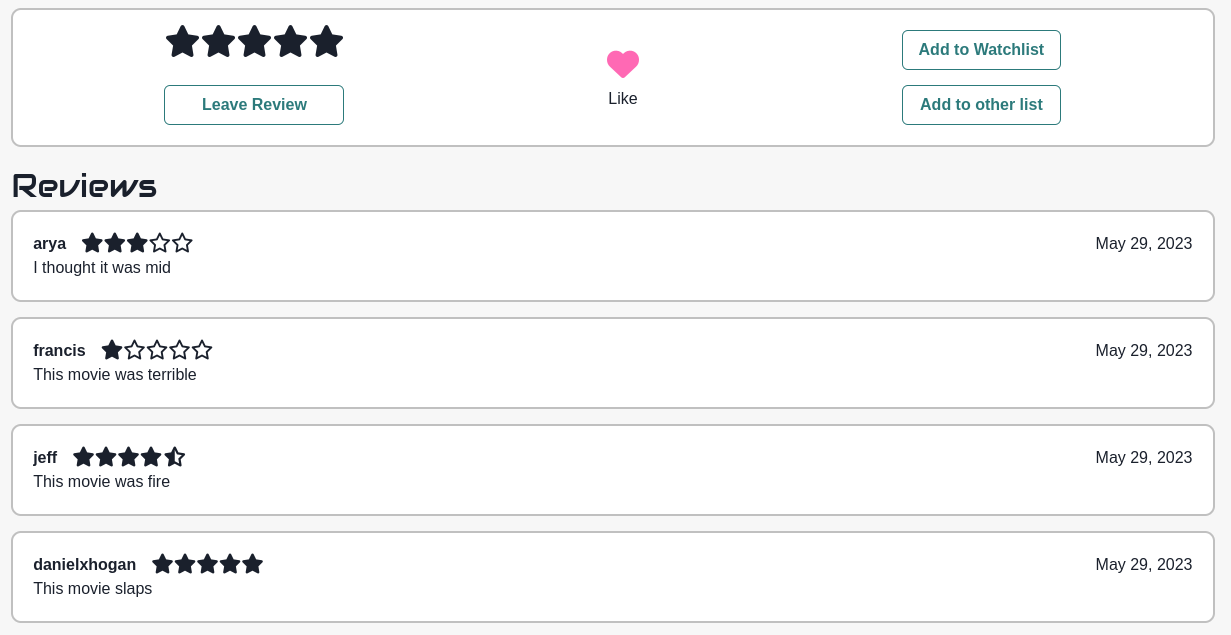 Leave Review
Like
Add to Watchlist
Add to other list
Reviews
arya May 29, 2023
I thought it was mid
francis May 29, 2023
This movie was terrible
jeff May 29, 2023
This movie was fire
danielxhogan May 29, 2023
This movie slaps